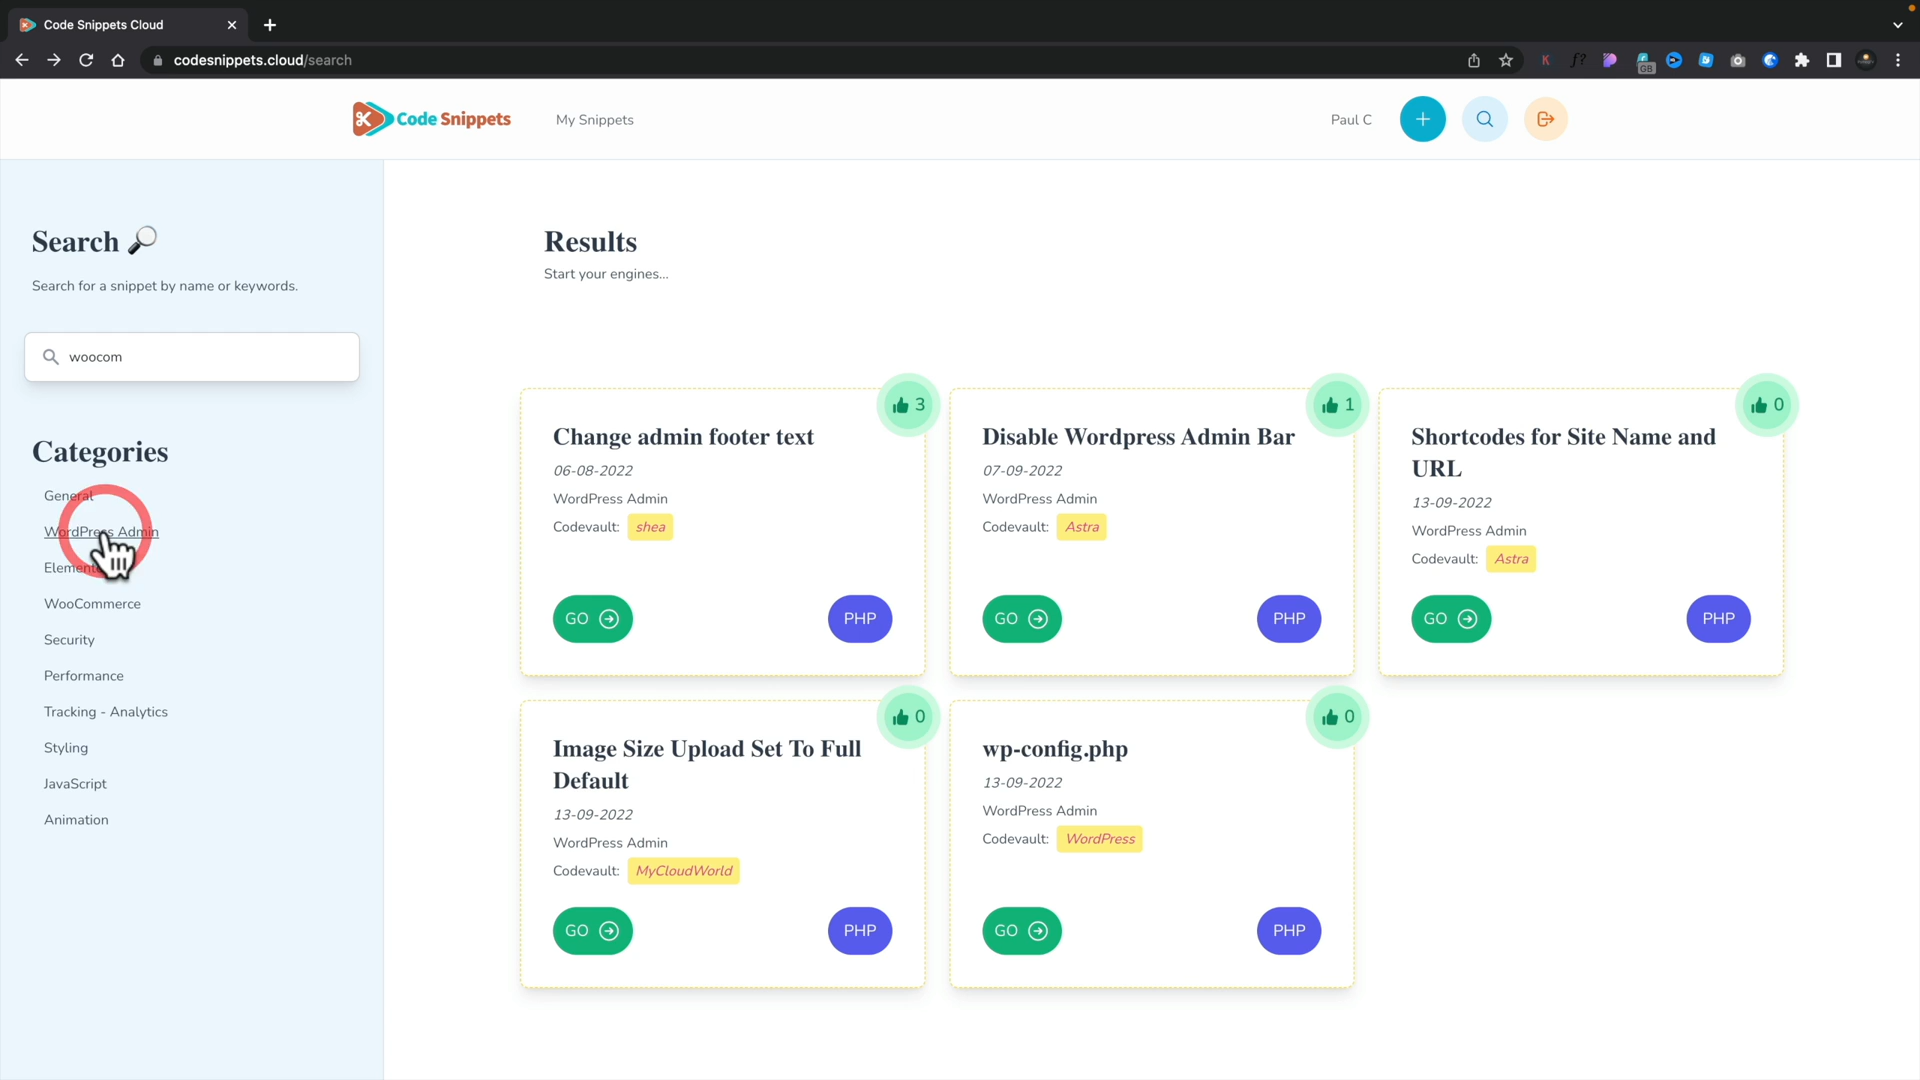 Code Snippets Cloud
codesnippets.cloud/search
GB
Code Snippets
My Snippets
Paul C
Search
Search for a snippet by name or keywords.
woocom
Categories
General
WordPress Admin
Element
WooCommerce
Security
Performance
Tracking - Analytics
Styling
JavaScript
Animation
Results
Start your engines...
3
Change admin footer text
06-08-2022
WordPress Admin
Codevault: shea
GO
PHP
1
Disable Wordpress Admin Bar
07-09-2022
WordPress Admin
Codevault: Astra
GO
PHP
0
Shortcodes for Site Name and
URL
13-09-2022
WordPress Admin
Codevault: Astra
GO
PHP
0
Image Size Upload Set To Full
Default
13-09-2022
WordPress Admin
Codevault: MyCloudWorld
GO
PHP
0
wp-config.php
13-09-2022
WordPress Admin
Codevault: WordPress
GO
PHP